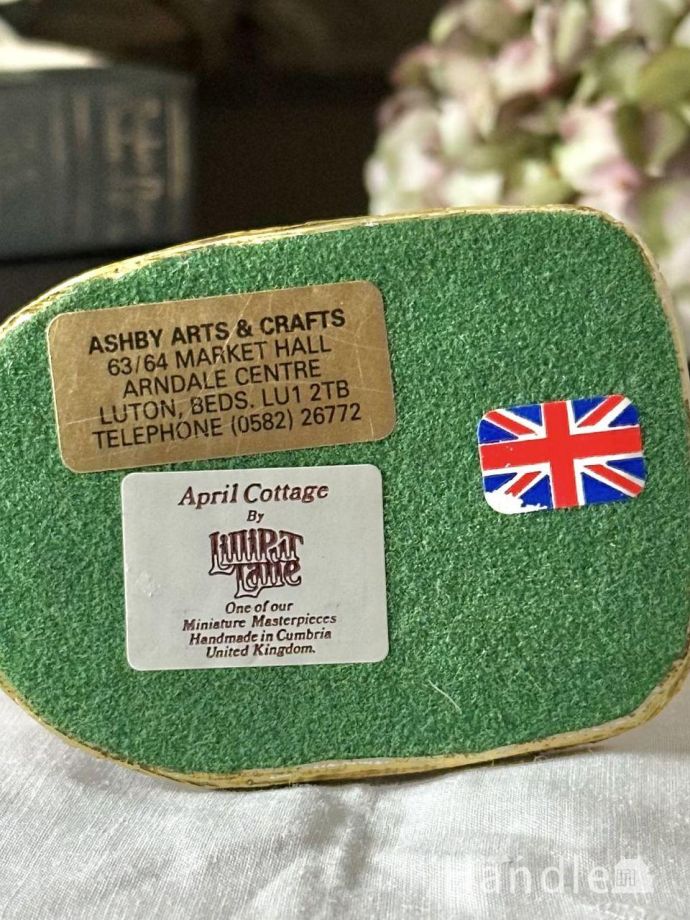 ASHBY ARTS & CRAFTS
63/64 MARKET HALL
ARNDALE CENTRE
LUTON, BEDS. LU1 2TB
TELEPHONE (0582) 26772
April Cottage
By
LilliPuT
Lane
One of our
Miniature Masterpieces
Handmade in Cumbria
United Kingdom.
Handle